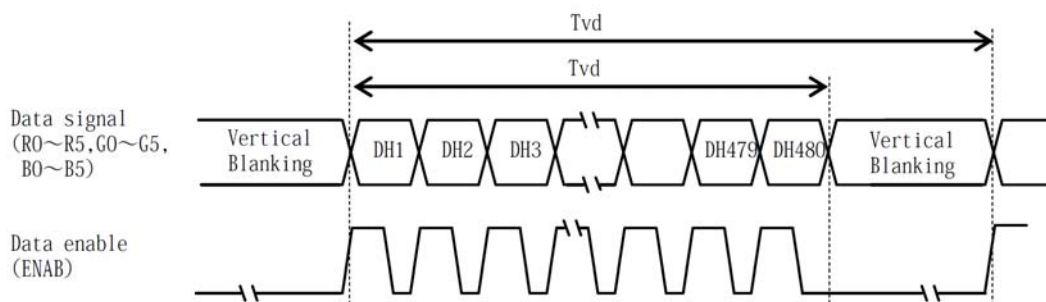 Tvd
Tvd
Data signal
(R0～R5,G0～G5,
B0～B5)
Vertical
Blanking
DH1
DH2
DH3
DH479
DH480
Vertical
Blanking
Data enable
(ENAB)